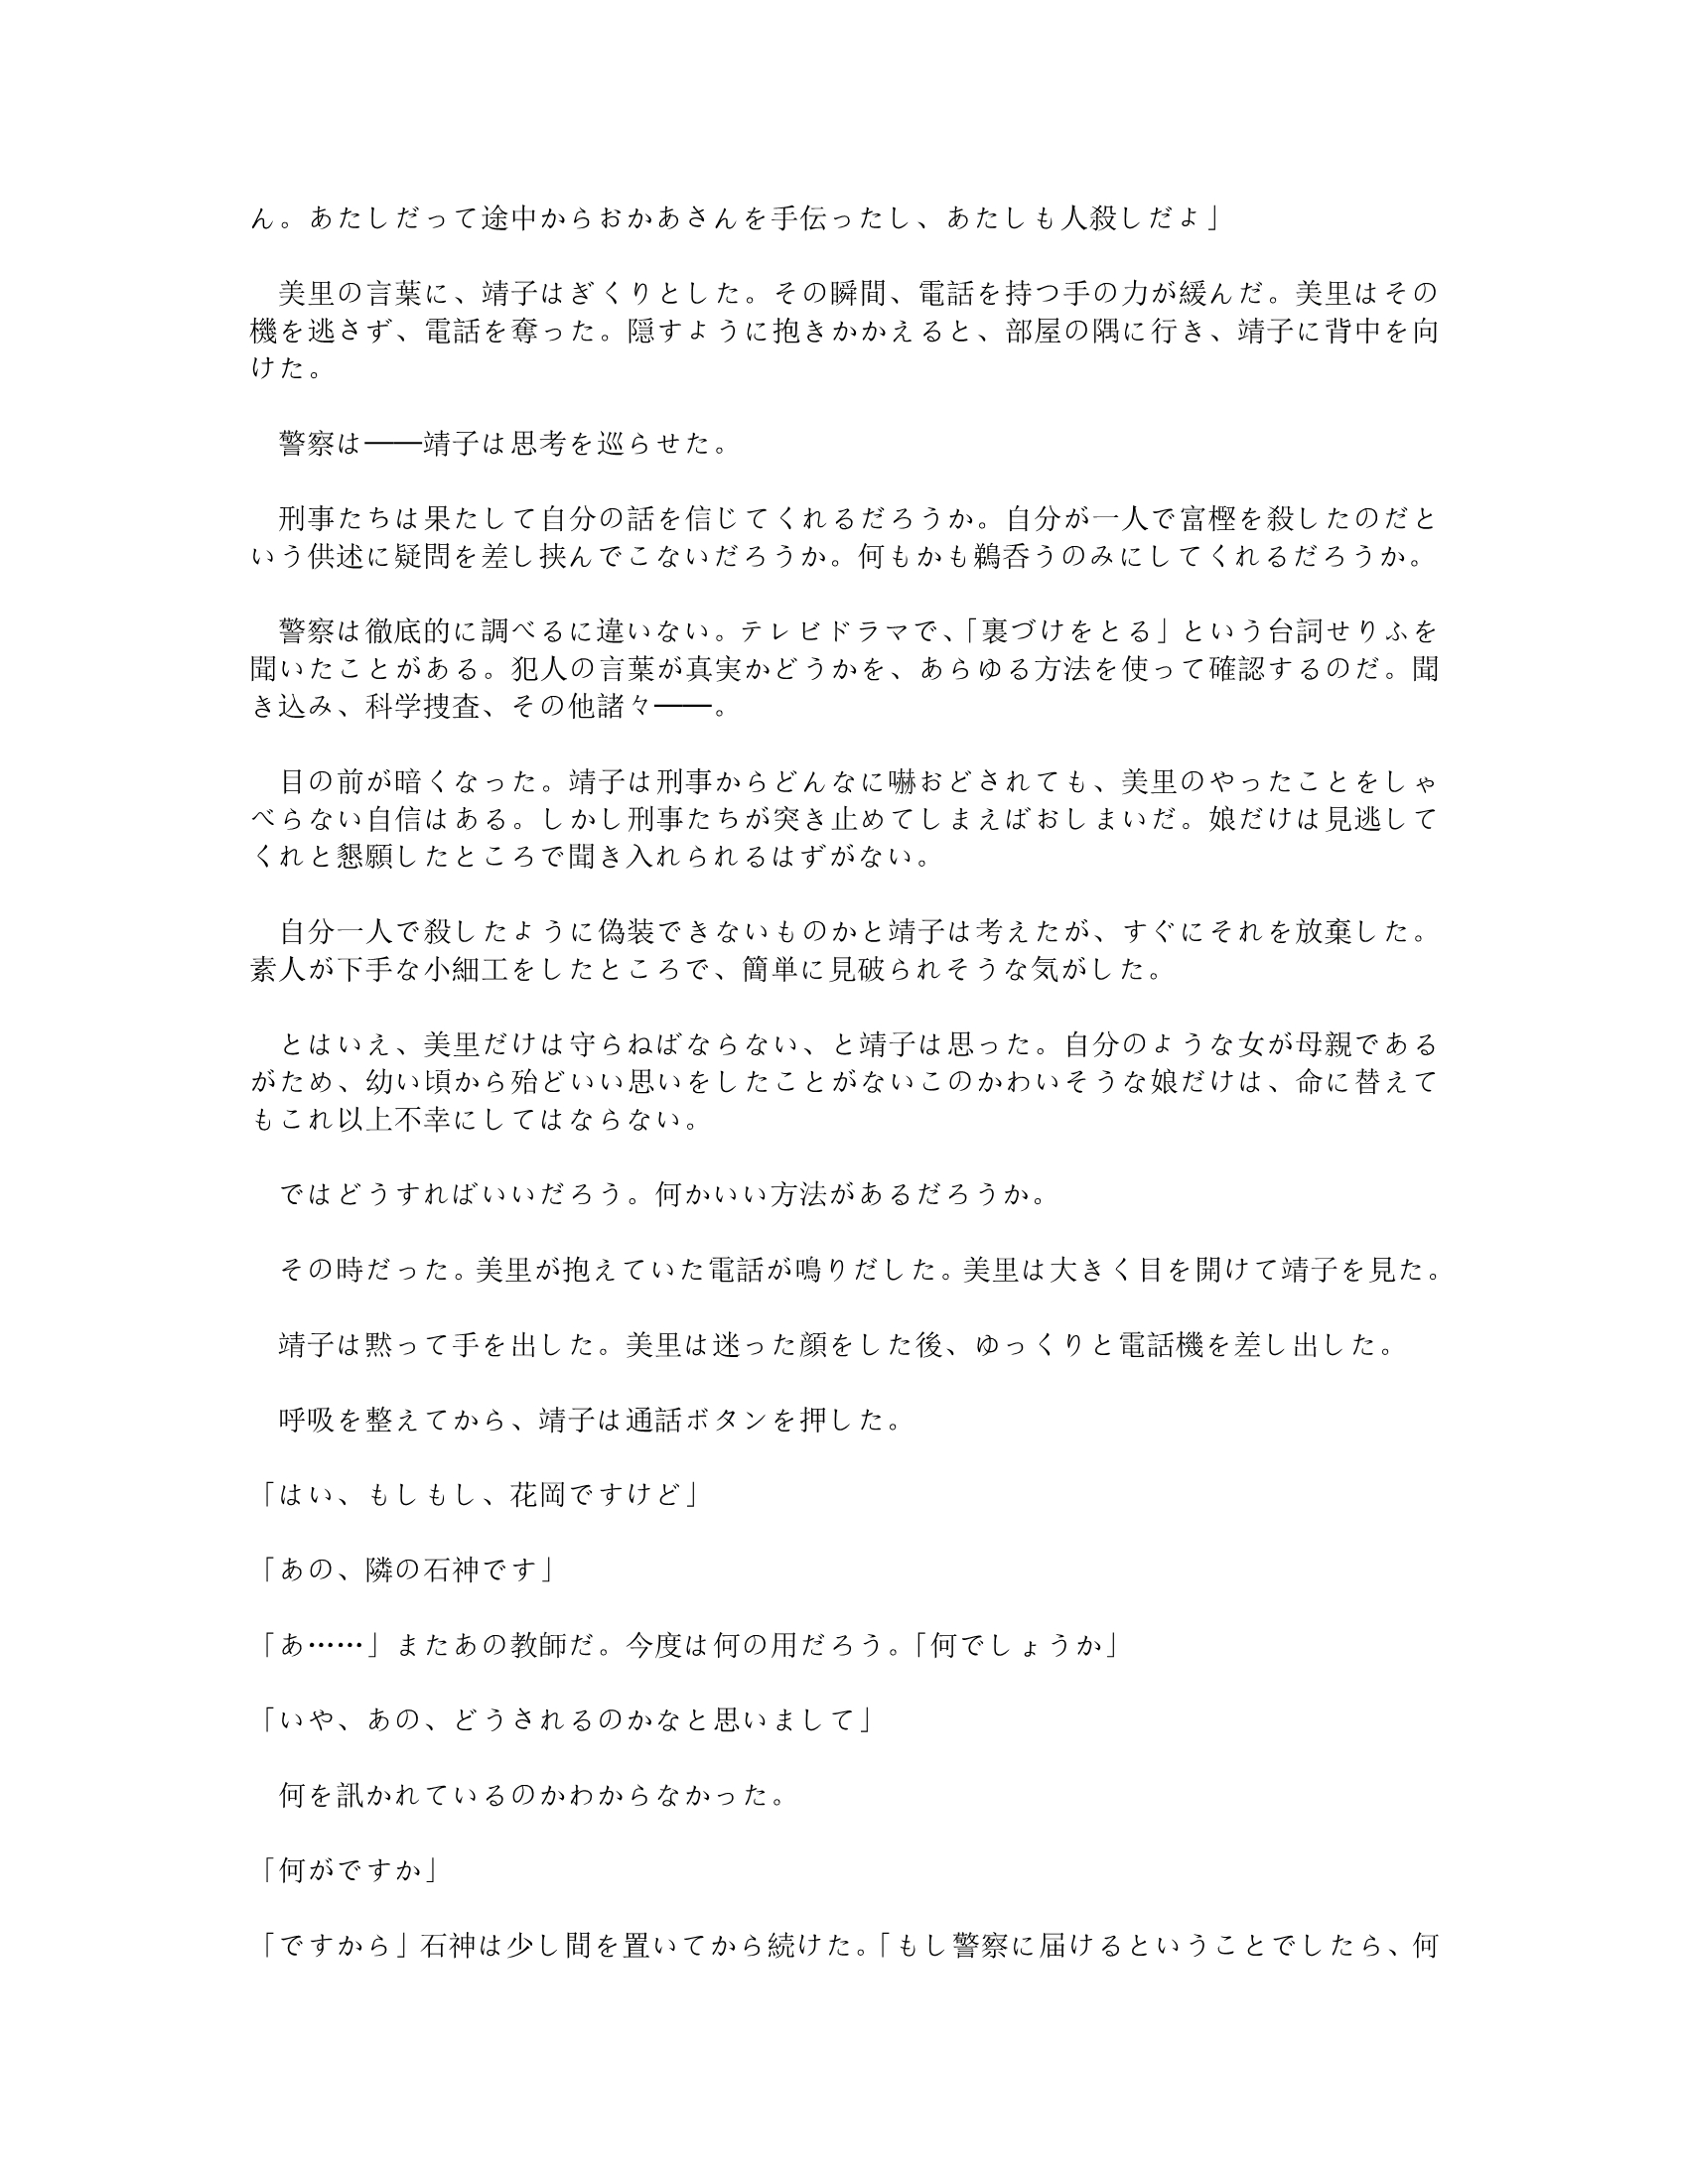 ん。あたしだって途中からおかあさんを手伝ったし、あたしも人殺しだよ」
美里の言葉に、靖子はぎくりとした。その瞬間、電話を持つ手の力が緩んだ。美里はその
機を逃さず、電話を奪った。隠すように抱きかかえると、部屋の隅に行き、靖子に背中を向
けた。
警察は――靖子は思考を巡らせた。
刑事たちは果たして自分の話を信じてくれるだろうか。自分が一人で富樫を殺したのだと
いう供述に疑問を差し挟んでこないだろうか。何もかも鵜呑うのみにしてくれるだろうか。
警察は徹底的に調べるに違いない。テレビドラマで、「裏づけをとる」という台詞せりふを
聞いたことがある。犯人の言葉が真実かどうかを、あらゆる方法を使って確認するのだ。聞
き込み、科学捜査、その他諸々――。
目の前が暗くなった。靖子は刑事からどんなに嚇おどされても、美里のやったことをしゃ
べらない自信はある。しかし刑事たちが突き止めてしまえばおしまいだ。娘だけは見逃して
くれと懇願したところで聞き入れられるはずがない。
自分一人で殺したように偽装できないものかと靖子は考えたが、すぐにそれを放棄した。
素人が下手な小細工をしたところで、簡単に見破られそうな気がした。
とはいえ、美里だけは守らねばならない、と靖子は思った。自分のような女が母親である
がため、幼い頃から殆どいい思いをしたことがないこのかわいそうな娘だけは、命に替えて
もこれ以上不幸にしてはならない。
ではどうすればいいだろう。何かいい方法があるだろうか。
その時だった。美里が抱えていた電話が鳴りだした。美里は大きく目を開けて靖子を見た。
靖子は黙って手を出した。美里は迷った顔をした後、ゆっくりと電話機を差し出した。
呼吸を整えてから、靖子は通話ボタンを押した。
「はい、もしもし、花岡ですけど」
「あの、隣の石神です」
「あ……」またあの教師だ。今度は何の用だろう。「何でしょうか」
「いや、あの、どうされるのかなと思いまして」
何を訊かれているのかわからなかった。
「何がですか」
「ですから」石神は少し間を置いてから続けた。「もし警察に届けるということでしたら、何